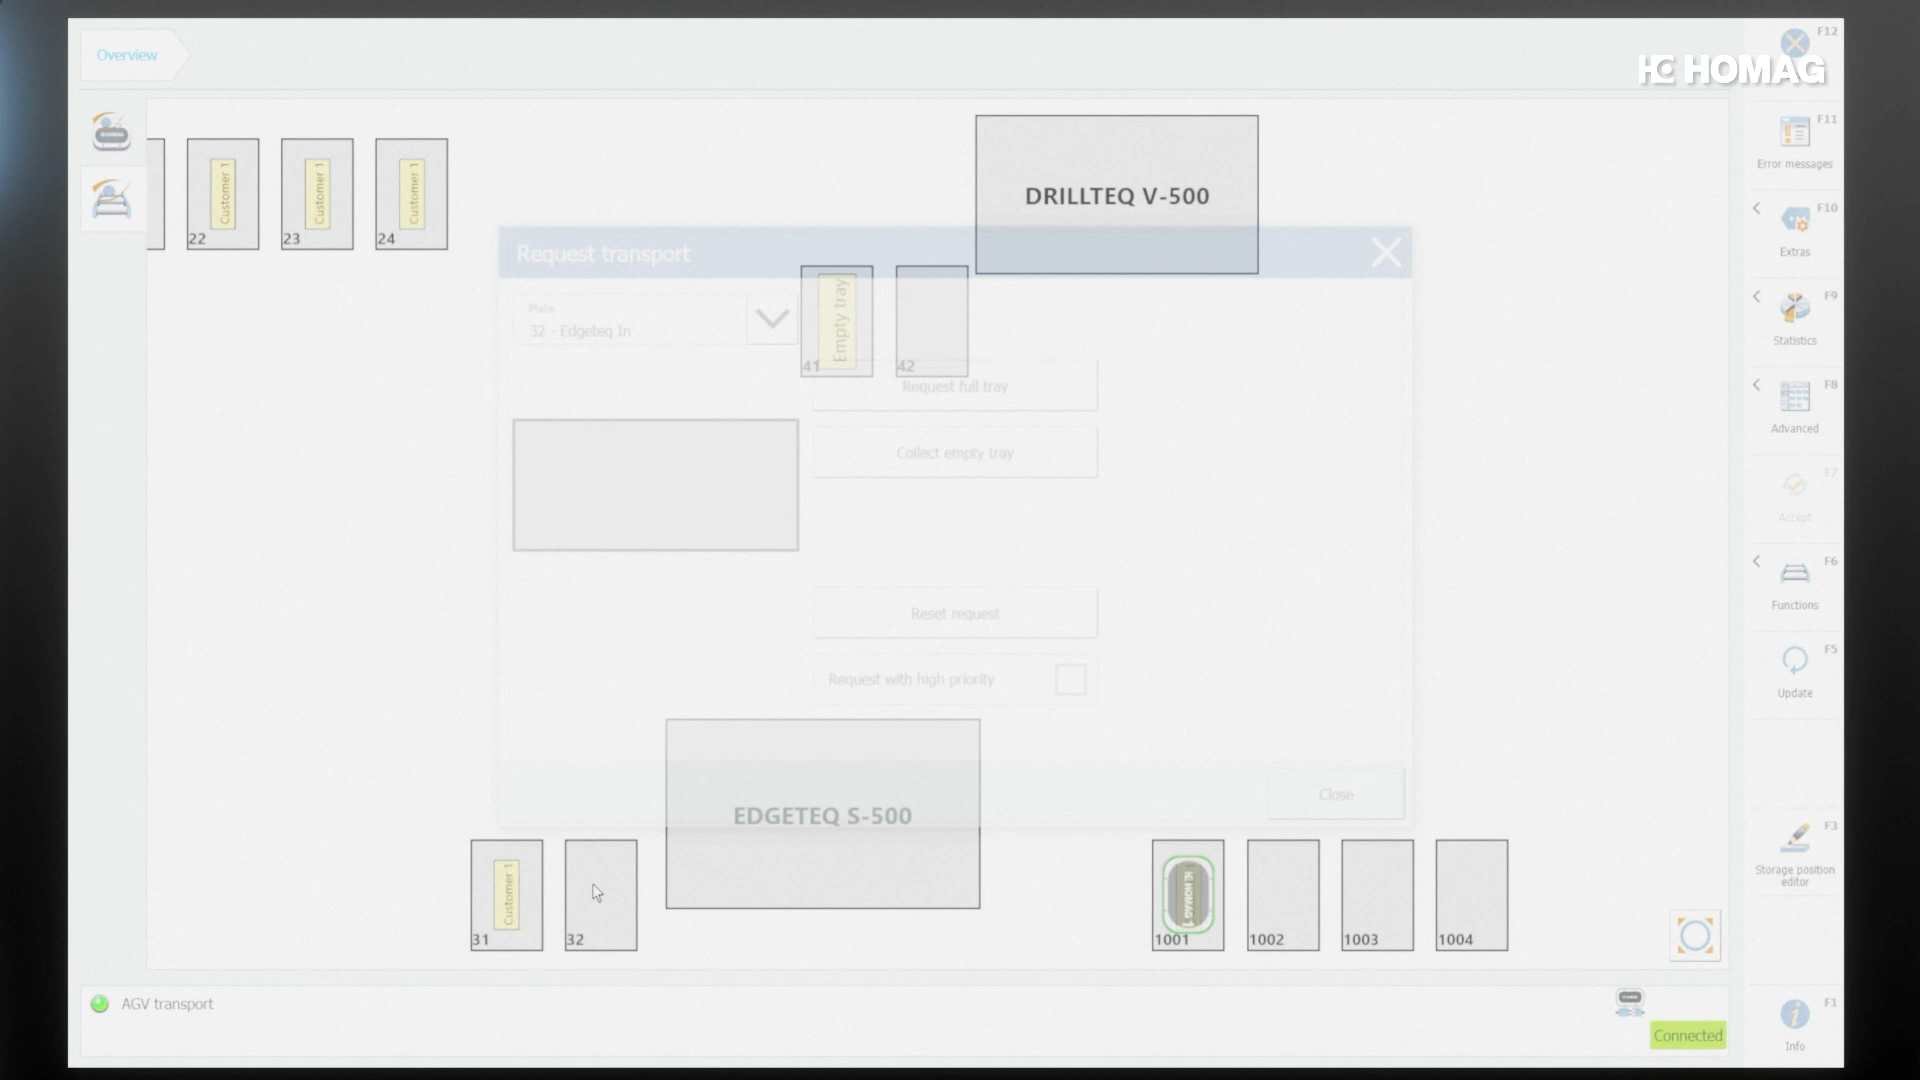 Overview
F12
HOMAG
F11
Error messages
Customer 1
Customer 1
Customer 1
22
23
24
DRILLTEQ V-500
F10
Extras
Request transport
Place
32 - Edgeteq In
Empty tray
41
42
F9
Statistics
Request full tray
F8
Advanced
Collect empty tray
F7
Accept
F6
Functions
Reset request
Request with high priority
F5
Update
Close
EDGETEQ S-500
F3
Storage position
editor
Customer 1
31
32
HOMAG
1001
1002
1003
1004
AGV transport
Connected
F1
Info